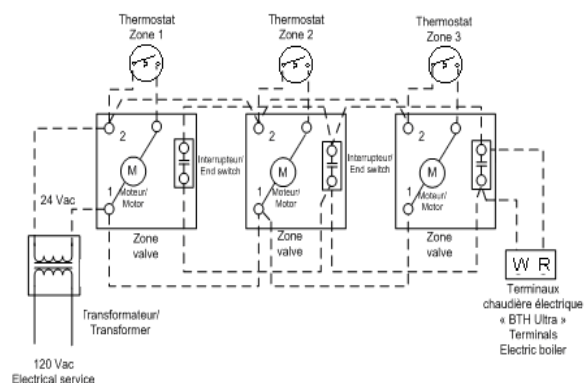 Thermostat
Zone 1
Thermostat
Zone 2
Thermostat
Zone 3
2
2
2
M
M
M
Interrupteur/
End switch
Interrupteur/
End switch
1
Moteur/
Motor
1
Moteur/
Motor
1
Moteur/
Motor
24 Vac
Zone
valve
Zone
valve
Zone
valve
W R
Transformateur/
Transformer
Terminaux
chaudière électrique
« BTH Ultra »
Terminals
Electric boiler
120 Vac
Electrical service